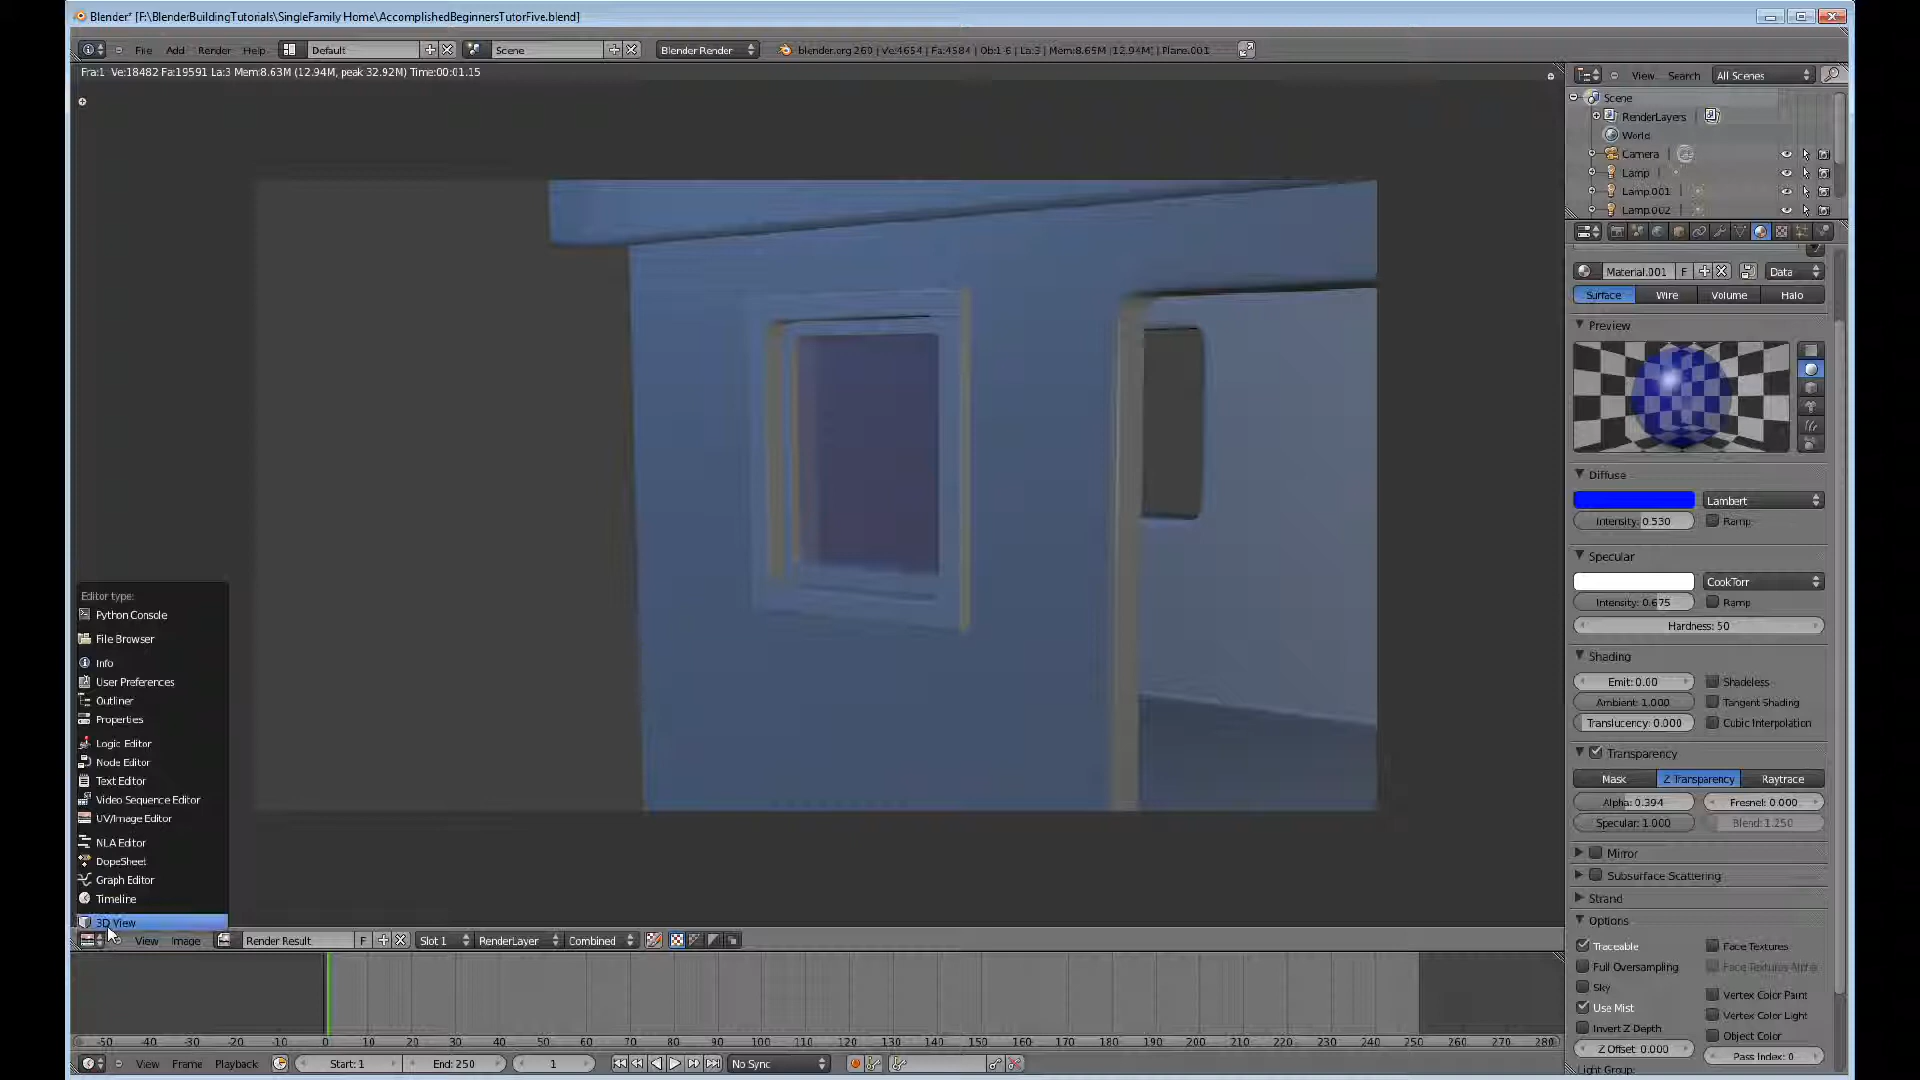 Blender* [F:\BlenderBuildingTutorials\SingleFamily Home\AccomplishedBeginnersTutorFive.blend]
File Add Render Help Default Scene Blender Render blender.org 260 | Ve:4654 | Fa:4584 | Ob:1-6 | La:3 | Mem:8.65M (12.94M) | Plane.001
Fra:1 Ve:18482 Fa:19591 La:3 Mem:8.63M (12.94M, peak 32.92M) Time:00:01.15
View Search All Scenes
Scene
RenderLayers
World
Camera
Lamp
Lamp.001
Lamp.002
Material.001 F Data
Surface Wire Volume Halo
Preview
Diffuse
Lambert
Intensity: 0.530 Ramp
Specular
CookTorr
Intensity: 0.675 Ramp
Hardness: 50
Shading
Emit: 0.00 Shadeless
Ambient: 1.000 Tangent Shading
Translucency: 0.000 Cubic Interpolation
Transparency
Mask Z Transparency Raytrace
Alpha: 0.394 Fresnel: 0.000
Specular: 1.000 Blend: 1.250
Mirror
Subsurface Scattering
Strand
Options
Traceable Face Textures
Full Oversampling Face Textures Alpha
Sky Vertex Color Paint
Use Mist Vertex Color Light
Invert Z Depth Object Color
Z Offset: 0.000 Pass Index: 0
Light Group:
Editor type:
Python Console
File Browser
Info
User Preferences
Outliner
Properties
Logic Editor
Node Editor
Text Editor
Video Sequence Editor
UV/Image Editor
NLA Editor
DopeSheet
Graph Editor
Timeline
3D View
View Image Render Result F Slot 1 RenderLayer Combined
-50 -40 -30 -20 -10 0 10 20 30 40 50 60 70 80 90 100 110 120 130 140 150 160 170 180 190 200 210 220 230 240 250 260 270 280
View Frame Playback Start: 1 End: 250 1 No Sync